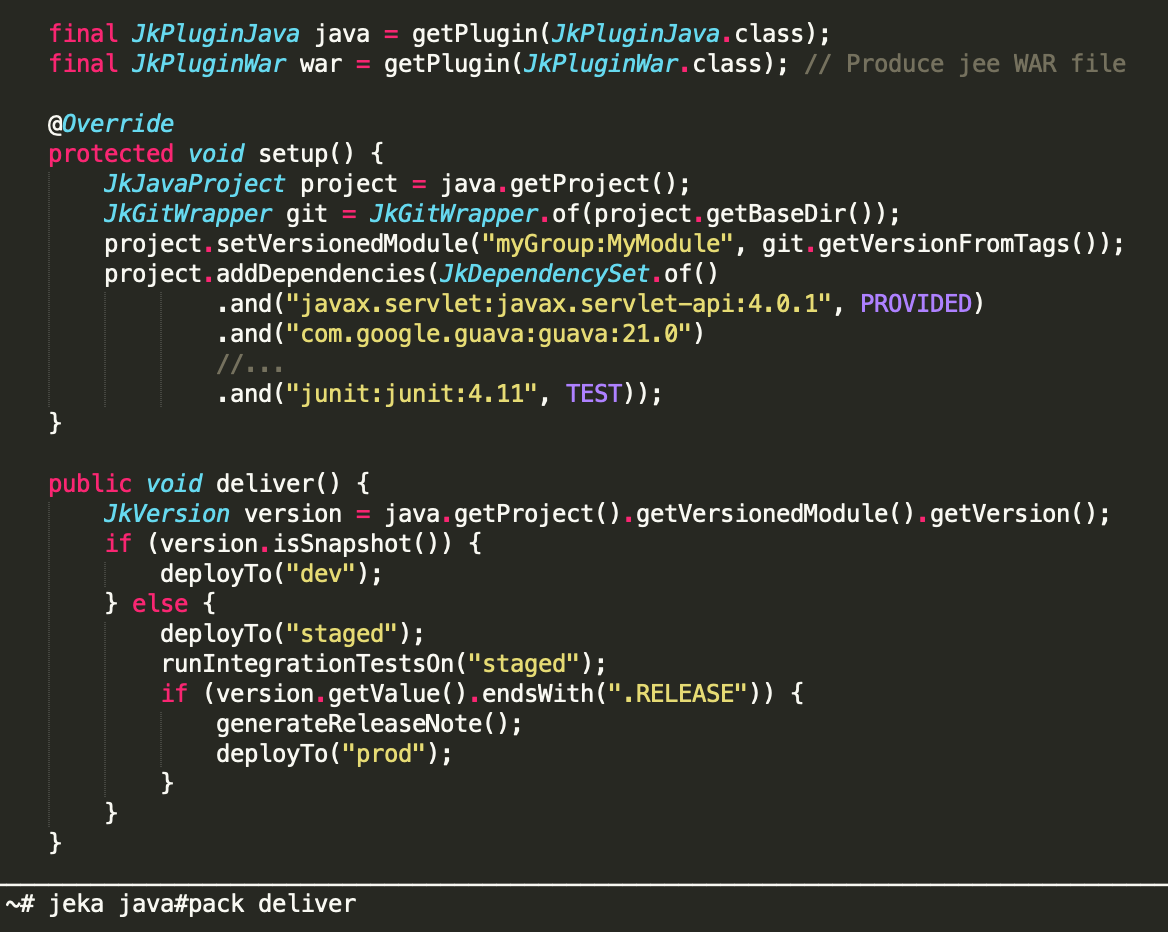 final JkPluginJava java = getPlugin(JkPluginJava.class);
final JkPluginWar war = getPlugin(JkPluginWar.class); // Produce jee WAR file

@Override
protected void setup() {
    JkJavaProject project = java.getProject();
    JkGitWrapper git = JkGitWrapper.of(project.getBaseDir());
    project.setVersionedModule("myGroup:MyModule", git.getVersionFromTags());
    project.addDependencies(JkDependencySet.of()
            .and("javax.servlet:javax.servlet-api:4.0.1", PROVIDED)
            .and("com.google.guava:guava:21.0")
            //...
            .and("junit:junit:4.11", TEST));
}

public void deliver() {
    JkVersion version = java.getProject().getVersionedModule().getVersion();
    if (version.isSnapshot()) {
        deployTo("dev");
    } else {
        deployTo("staged");
        runIntegrationTestsOn("staged");
        if (version.getValue().endsWith(".RELEASE")) {
            generateReleaseNote();
            deployTo("prod");
        }
    }
}
~# jeka java#pack deliver